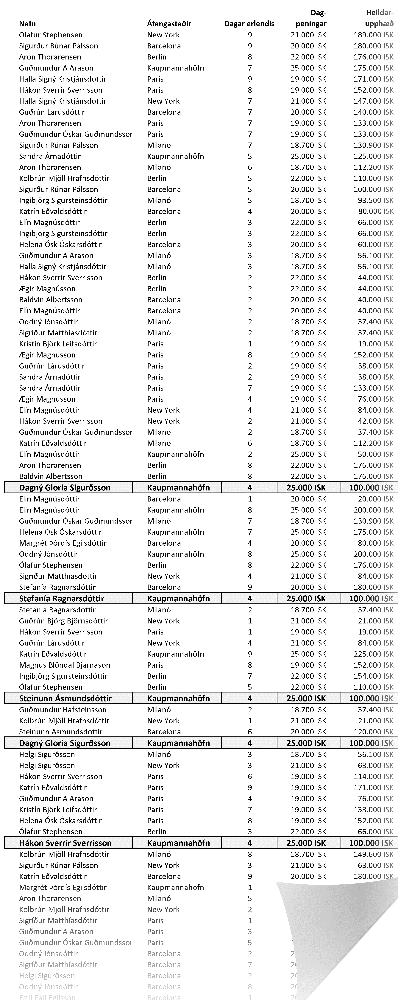 Dag- Heildar-
Nafn Áfangastaðir Dagar erlendis peningar upphæð
Ólafur Stephensen New York 9 21.000 ISK 189.000 ISK
Sigurður Rúnar Pálsson Barcelona 9 20.000 ISK 180.000 ISK
Aron Thorarensen Berlin 8 22.000 ISK 176.000 ISK
Guðmundur A Arason Kaupmannahöfn 7 25.000 ISK 175.000 ISK
Halla Signý Kristjánsdóttir Paris 9 19.000 ISK 171.000 ISK
Hákon Sverrir Sverrisson Paris 8 19.000 ISK 152.000 ISK
Halla Signý Kristjánsdóttir New York 7 21.000 ISK 147.000 ISK
Guðrún Lárusdóttir Barcelona 7 20.000 ISK 140.000 ISK
Aron Thorarensen Paris 7 19.000 ISK 133.000 ISK
Guðmundur Óskar Guðmundsson Paris 7 19.000 ISK 133.000 ISK
Sigurður Rúnar Pálsson Milanó 7 18.700 ISK 130.900 ISK
Sandra Árnadóttir Kaupmannahöfn 5 25.000 ISK 125.000 ISK
Aron Thorarensen Milanó 6 18.700 ISK 112.200 ISK
Kolbrún Mjöll Hrafnsdóttir Berlin 5 22.000 ISK 110.000 ISK
Sigurður Rúnar Pálsson Barcelona 5 20.000 ISK 100.000 ISK
Ingibjörg Sigursteinsdóttir Milanó 5 18.700 ISK 93.500 ISK
Katrín Eðvaldsdóttir Barcelona 4 20.000 ISK 80.000 ISK
Elín Magnúsdóttir Berlin 3 22.000 ISK 66.000 ISK
Ingibjörg Sigursteinsdóttir Berlin 3 22.000 ISK 66.000 ISK
Helena Ósk Óskarsdóttir Barcelona 3 20.000 ISK 60.000 ISK
Guðmundur A Arason Milanó 3 18.700 ISK 56.100 ISK
Halla Signý Kristjánsdóttir Milanó 3 18.700 ISK 56.100 ISK
Hákon Sverrir Sverrisson Berlin 2 22.000 ISK 44.000 ISK
Ægir Magnússon Berlin 2 22.000 ISK 44.000 ISK
Baldvin Albertsson Barcelona 2 20.000 ISK 40.000 ISK
Elín Magnúsdóttir Barcelona 2 20.000 ISK 40.000 ISK
Oddný Jónsdóttir Milanó 2 18.700 ISK 37.400 ISK
Sigríður Matthíasdóttir Milanó 2 18.700 ISK 37.400 ISK
Kristín Björk Leifsdóttir Paris 1 19.000 ISK 19.000 ISK
Ægir Magnússon Paris 8 19.000 ISK 152.000 ISK
Guðrún Lárusdóttir Paris 2 19.000 ISK 38.000 ISK
Sandra Árnadóttir Paris 2 19.000 ISK 38.000 ISK
Sandra Árnadóttir Paris 7 19.000 ISK 133.000 ISK
Ægir Magnússon Paris 4 19.000 ISK 76.000 ISK
Elín Magnúsdóttir New York 4 21.000 ISK 84.000 ISK
Hákon Sverrir Sverrisson New York 2 21.000 ISK 42.000 ISK
Guðmundur Óskar Guðmundsson Milanó 2 18.700 ISK 37.400 ISK
Katrín Eðvaldsdóttir Milanó 6 18.700 ISK 112.200 ISK
Elín Magnúsdóttir Kaupmannahöfn 2 25.000 ISK 50.000 ISK
Aron Thorarensen Berlin 8 22.000 ISK 176.000 ISK
Baldvin Albertsson Berlin 8 22.000 ISK 176.000 ISK
Dagný Gloria Sigurðsson Kaupmannahöfn 4 25.000 ISK 100.000 ISK
Elín Magnúsdóttir Barcelona 1 20.000 ISK 20.000 ISK
Elín Magnúsdóttir Kaupmannahöfn 8 25.000 ISK 200.000 ISK
Guðmundur Óskar Guðmundsson Milanó 7 18.700 ISK 130.900 ISK
Helena Ósk Óskarsdóttir Kaupmannahöfn 7 25.000 ISK 175.000 ISK
Margrét Þórdís Egilsdóttir Barcelona 4 20.000 ISK 80.000 ISK
Oddný Jónsdóttir Kaupmannahöfn 8 25.000 ISK 200.000 ISK
Ólafur Stephensen Berlin 8 22.000 ISK 176.000 ISK
Sigríður Matthíasdóttir New York 4 21.000 ISK 84.000 ISK
Stefanía Ragnarsdóttir Barcelona 9 20.000 ISK 180.000 ISK
Stefanía Ragnarsdóttir Kaupmannahöfn 4 25.000 ISK 100.000 ISK
Stefanía Ragnarsdóttir Milanó 2 18.700 ISK 37.400 ISK
Guðrún Björg Björnsdóttir New York 1 21.000 ISK 21.000 ISK
Hákon Sverrir Sverrisson Paris 1 19.000 ISK 19.000 ISK
Guðrún Lárusdóttir New York 4 21.000 ISK 84.000 ISK
Katrín Eðvaldsdóttir Kaupmannahöfn 9 25.000 ISK 225.000 ISK
Magnús Blöndal Bjarnason Paris 8 19.000 ISK 152.000 ISK
Ingibjörg Sigursteinsdóttir Berlin 7 22.000 ISK 154.000 ISK
Ólafur Stephensen Berlin 5 22.000 ISK 110.000 ISK
Steinunn Ásmundsdóttir Kaupmannahöfn 4 25.000 ISK 100.000 ISK
Guðmundur Hafsteinsson Milanó 2 18.700 ISK 37.400 ISK
Kolbrún Mjöll Hrafnsdóttir New York 1 21.000 ISK 21.000 ISK
Steinunn Ásmundsdóttir Barcelona 6 20.000 ISK 120.000 ISK
Dagný Gloria Sigurðsson Kaupmannahöfn 4 25.000 ISK 100.000 ISK
Helgi Sigurðsson Milanó 3 18.700 ISK 56.100 ISK
Helgi Sigurðsson New York 3 21.000 ISK 63.000 ISK
Hákon Sverrir Sverrisson Paris 6 19.000 ISK 114.000 ISK
Katrín Eðvaldsdóttir Paris 9 19.000 ISK 171.000 ISK
Guðmundur A Arason Paris 4 19.000 ISK 76.000 ISK
Kristín Björk Leifsdóttir Paris 7 19.000 ISK 133.000 ISK
Helena Ósk Óskarsdóttir Paris 8 19.000 ISK 152.000 ISK
Ólafur Stephensen Berlin 3 22.000 ISK 66.000 ISK
Hákon Sverrir Sverrisson Kaupmannahöfn 4 25.000 ISK 100.000 ISK
Kolbrún Mjöll Hrafnsdóttir Milanó 8 18.700 ISK 149.600 ISK
Sigurður Rúnar Pálsson New York 3 21.000 ISK 63.000 ISK
Katrín Eðvaldsdóttir Barcelona 9 20.000 ISK 180.000 ISK
Margrét Þórdís Egilsdóttir Kaupmannahöfn 1
Aron Thorarensen Milanó 5
Kolbrún Mjöll Hrafnsdóttir New York 2
Sigríður Matthíasdóttir Paris 1
Guðmundur A Arason Paris 3
Guðmundur Óskar Guðmundsson Paris 5
Oddný Jónsdóttir Barcelona 2
Sigríður Matthíasdóttir Barcelona 7
Helgi Sigurðsson Barcelona 2
Oddný Jónsdóttir Barcelona 8
Egill Páll Egilsson Barcelona 1